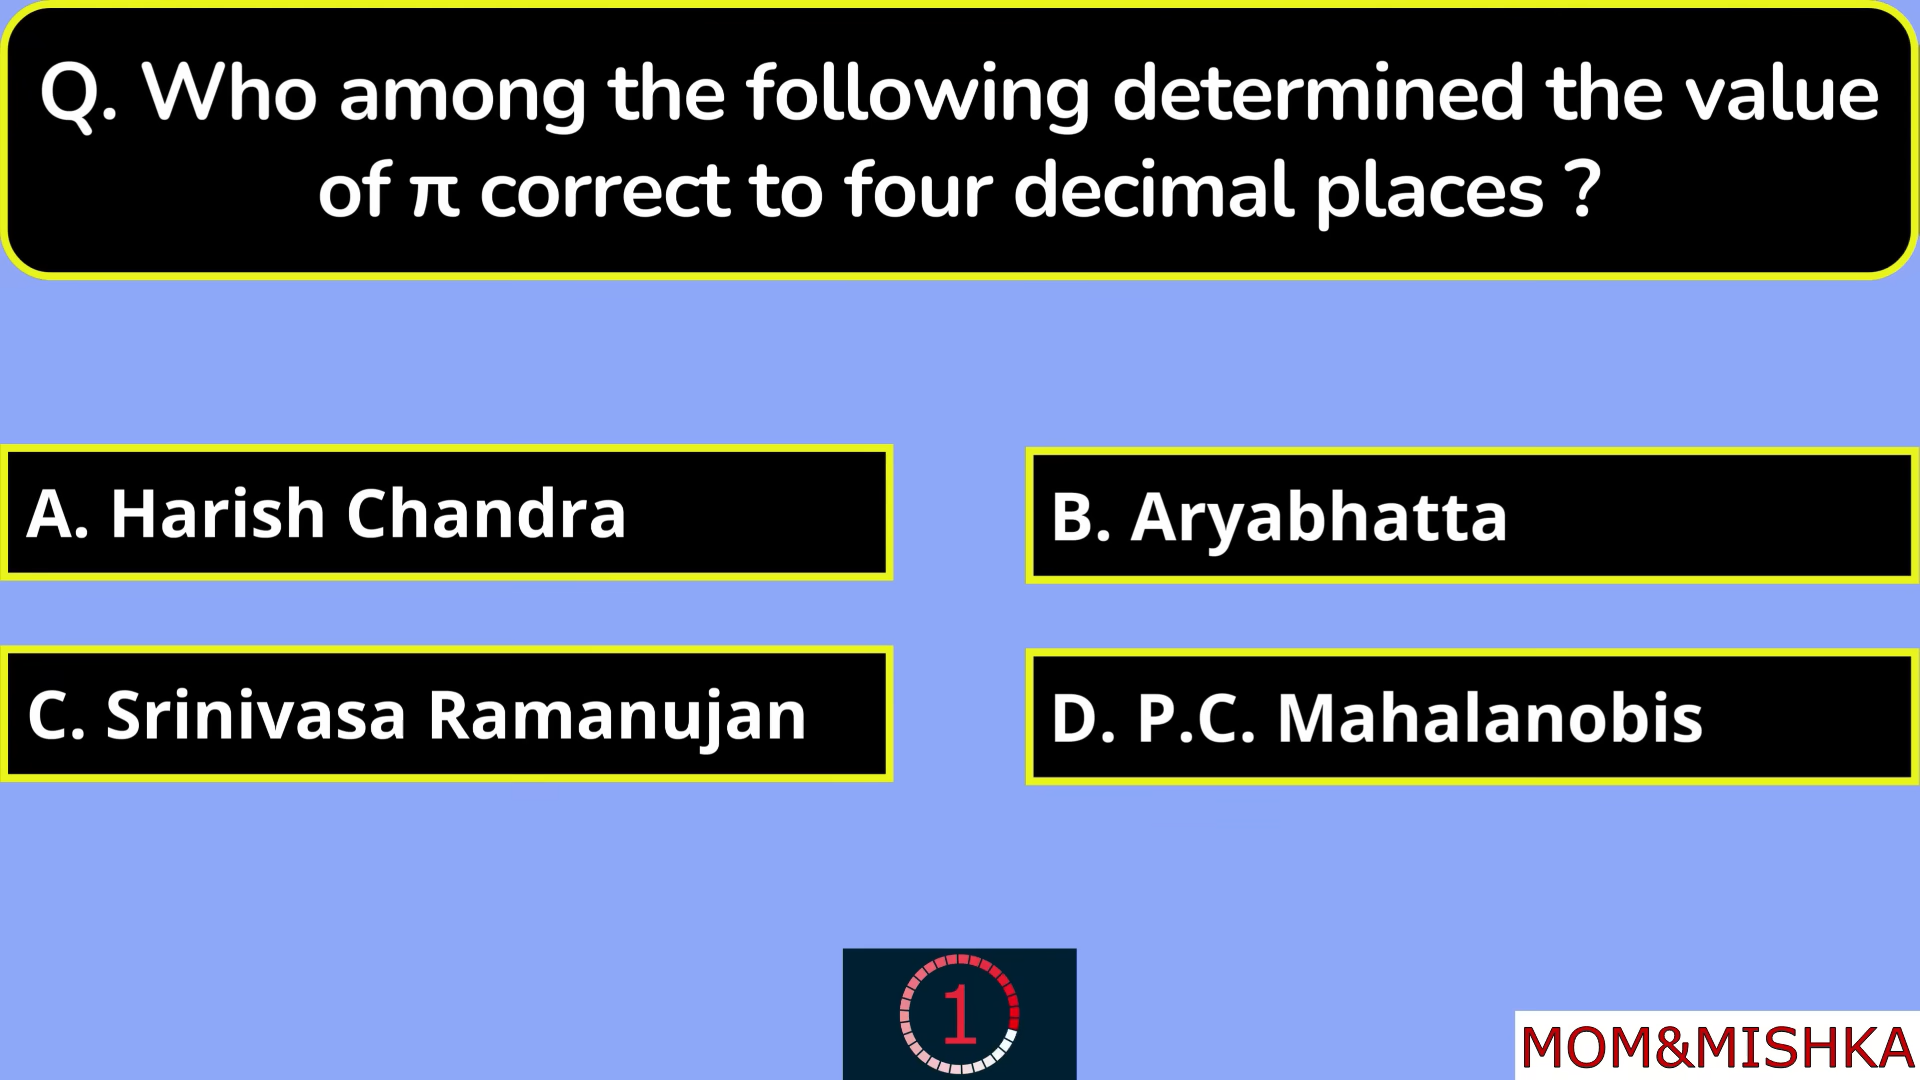 Q. Who among the following determined the value
of π correct to four decimal places ?
A. Harish Chandra
B. Aryabhatta
C. Srinivasa Ramanujan
D. P.C. Mahalanobis
1
MOM&MISHKA